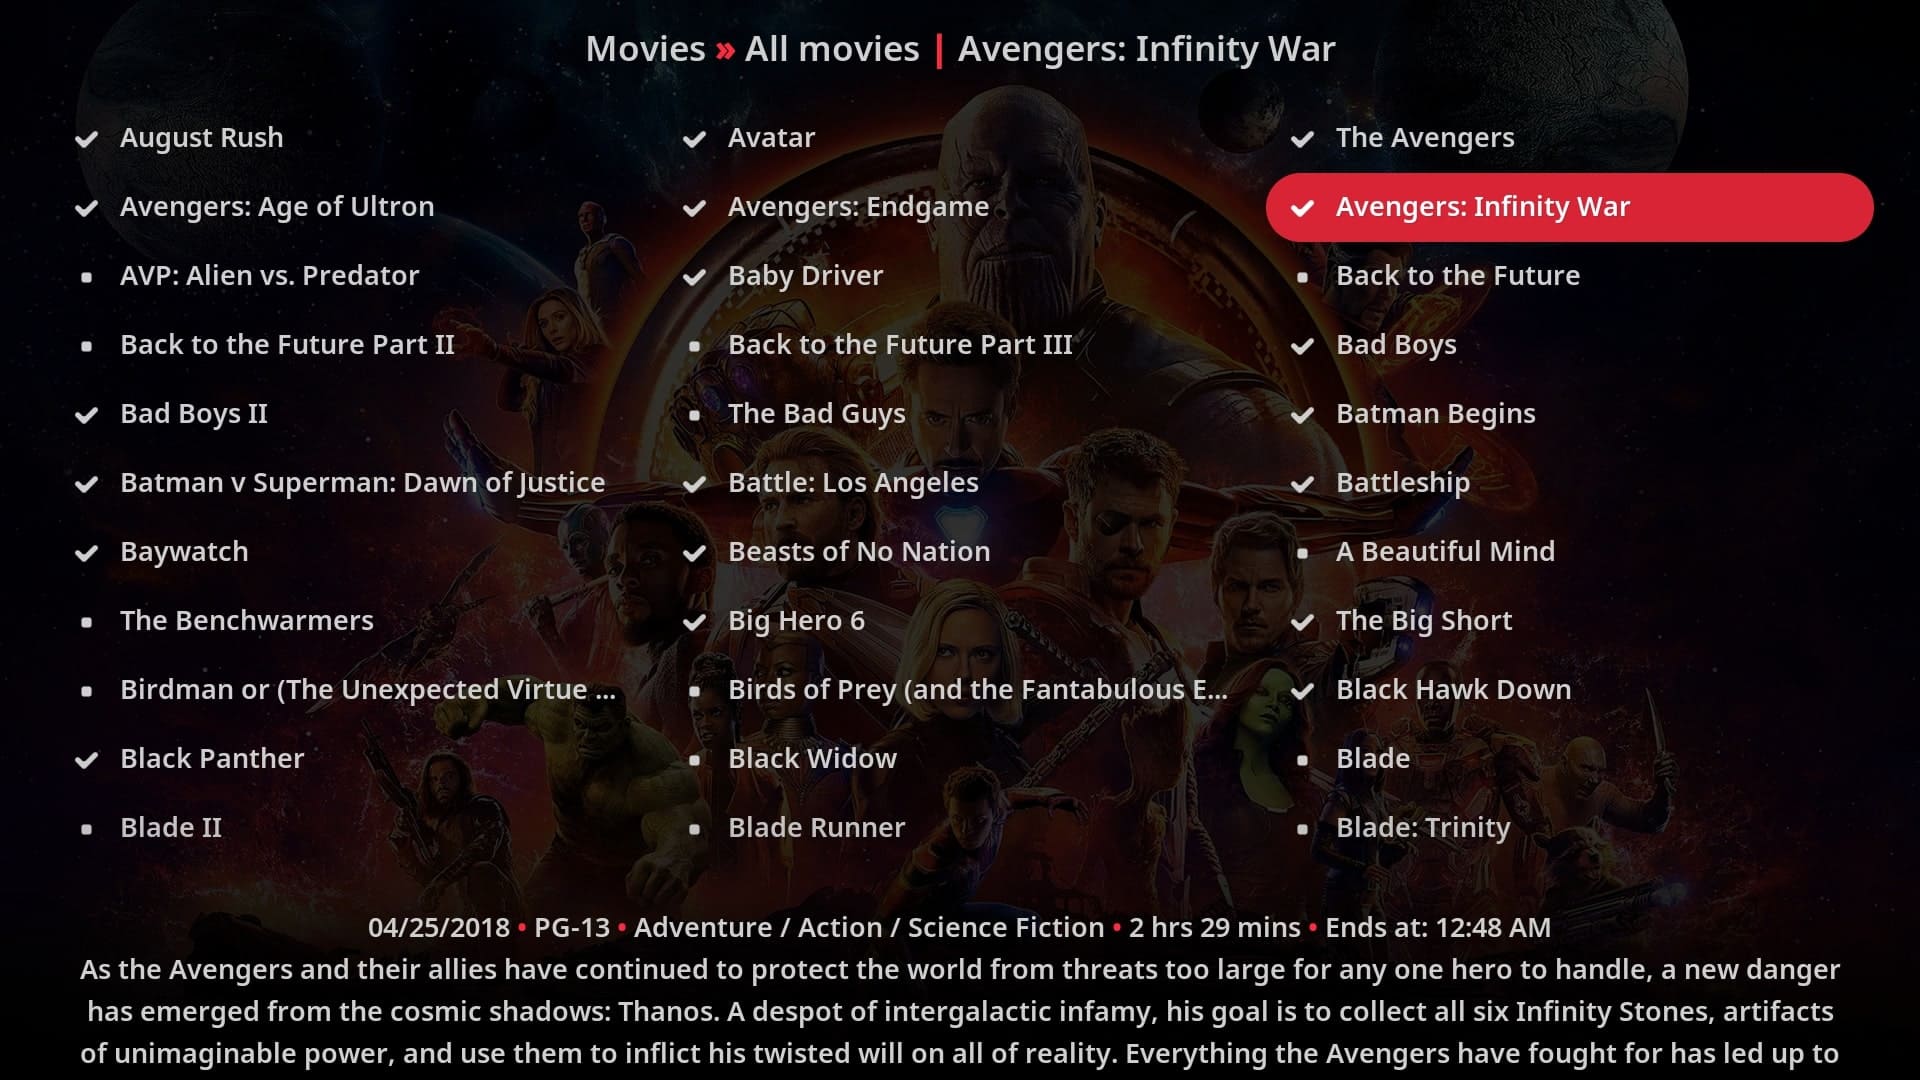 Movies » All movies | Avengers: Infinity War
August Rush
Avatar
The Avengers
Avengers: Age of Ultron
Avengers: Endgame
Avengers: Infinity War
AVP: Alien vs. Predator
Baby Driver
Back to the Future
Back to the Future Part II
Back to the Future Part III
Bad Boys
Bad Boys II
The Bad Guys
Batman Begins
Batman v Superman: Dawn of Justice
Battle: Los Angeles
Battleship
Baywatch
Beasts of No Nation
A Beautiful Mind
The Benchwarmers
Big Hero 6
The Big Short
Birdman or (The Unexpected Virtue ...
Birds of Prey (and the Fantabulous E...
Black Hawk Down
Black Panther
Black Widow
Blade
Blade II
Blade Runner
Blade: Trinity
04/25/2018 • PG-13 • Adventure / Action / Science Fiction • 2 hrs 29 mins • Ends at: 12:48 AM
As the Avengers and their allies have continued to protect the world from threats too large for any one hero to handle, a new danger
has emerged from the cosmic shadows: Thanos. A despot of intergalactic infamy, his goal is to collect all six Infinity Stones, artifacts
of unimaginable power, and use them to inflict his twisted will on all of reality. Everything the Avengers have fought for has led up to